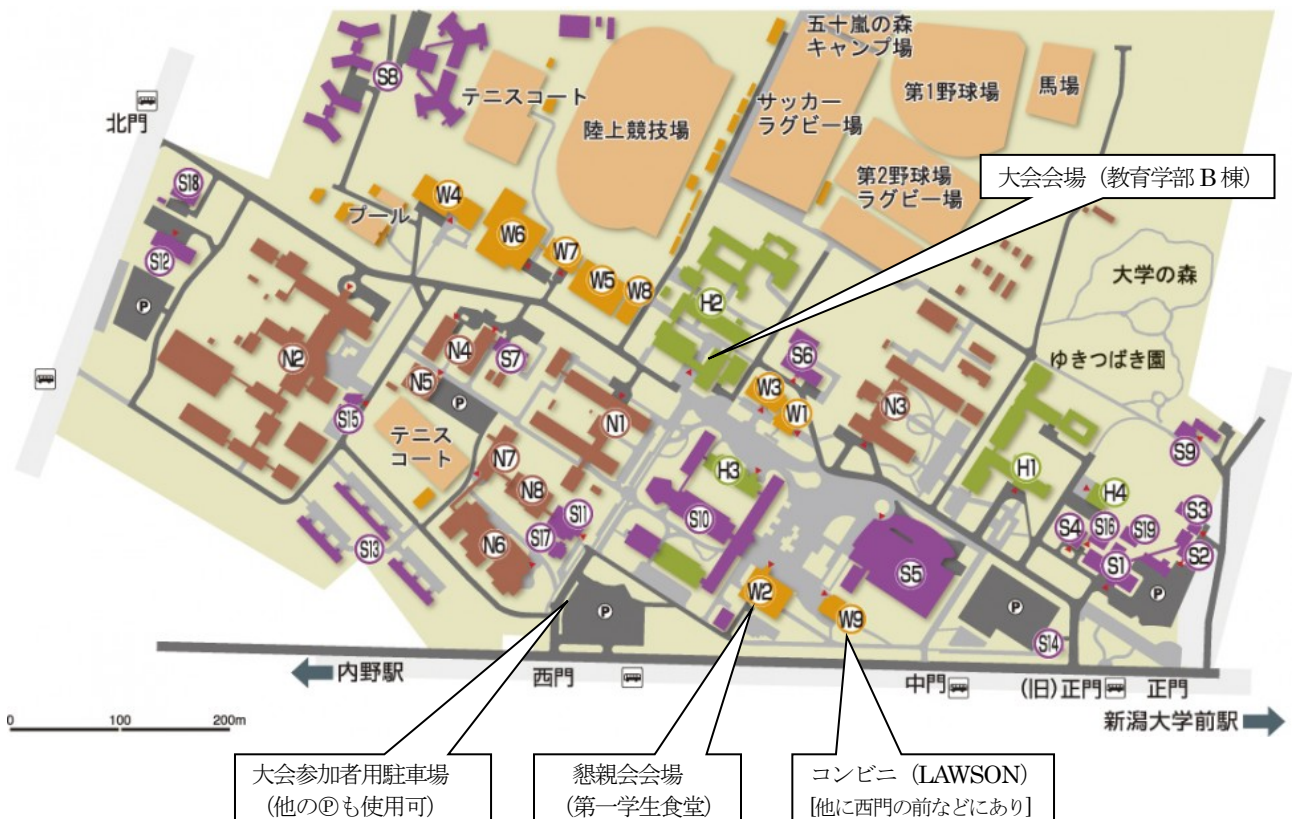 五十嵐の森
キャンプ場
テニスコート
陸上競技場
サッカー
ラグビー場
第1野球場
馬場
第2野球場
ラグビー場
大会会場（教育学部 B 棟）
北門
S8
S18
S12
P
プール
W4
W6
W7
W5
W8
H2
大学の森
ゆきつばき園
N2
N4
S7
N5
P
S15
テニス
コート
N1
S6
W3
W1
N3
N7
N8
S11
S17
N6
S13
H3
S10
S5
H1
H4
S9
S3
S4
S16
S19
S2
S1
P
P
W2
W9
P
S14
内野駅
西門
中門
(旧)正門
正門
新潟大学前駅
0
100
200m
大会参加者用駐車場
（他のⓅも使用可）
懇親会会場
（第一学生食堂）
コンビニ（LAWSON）
[他に西門の前などにあり]